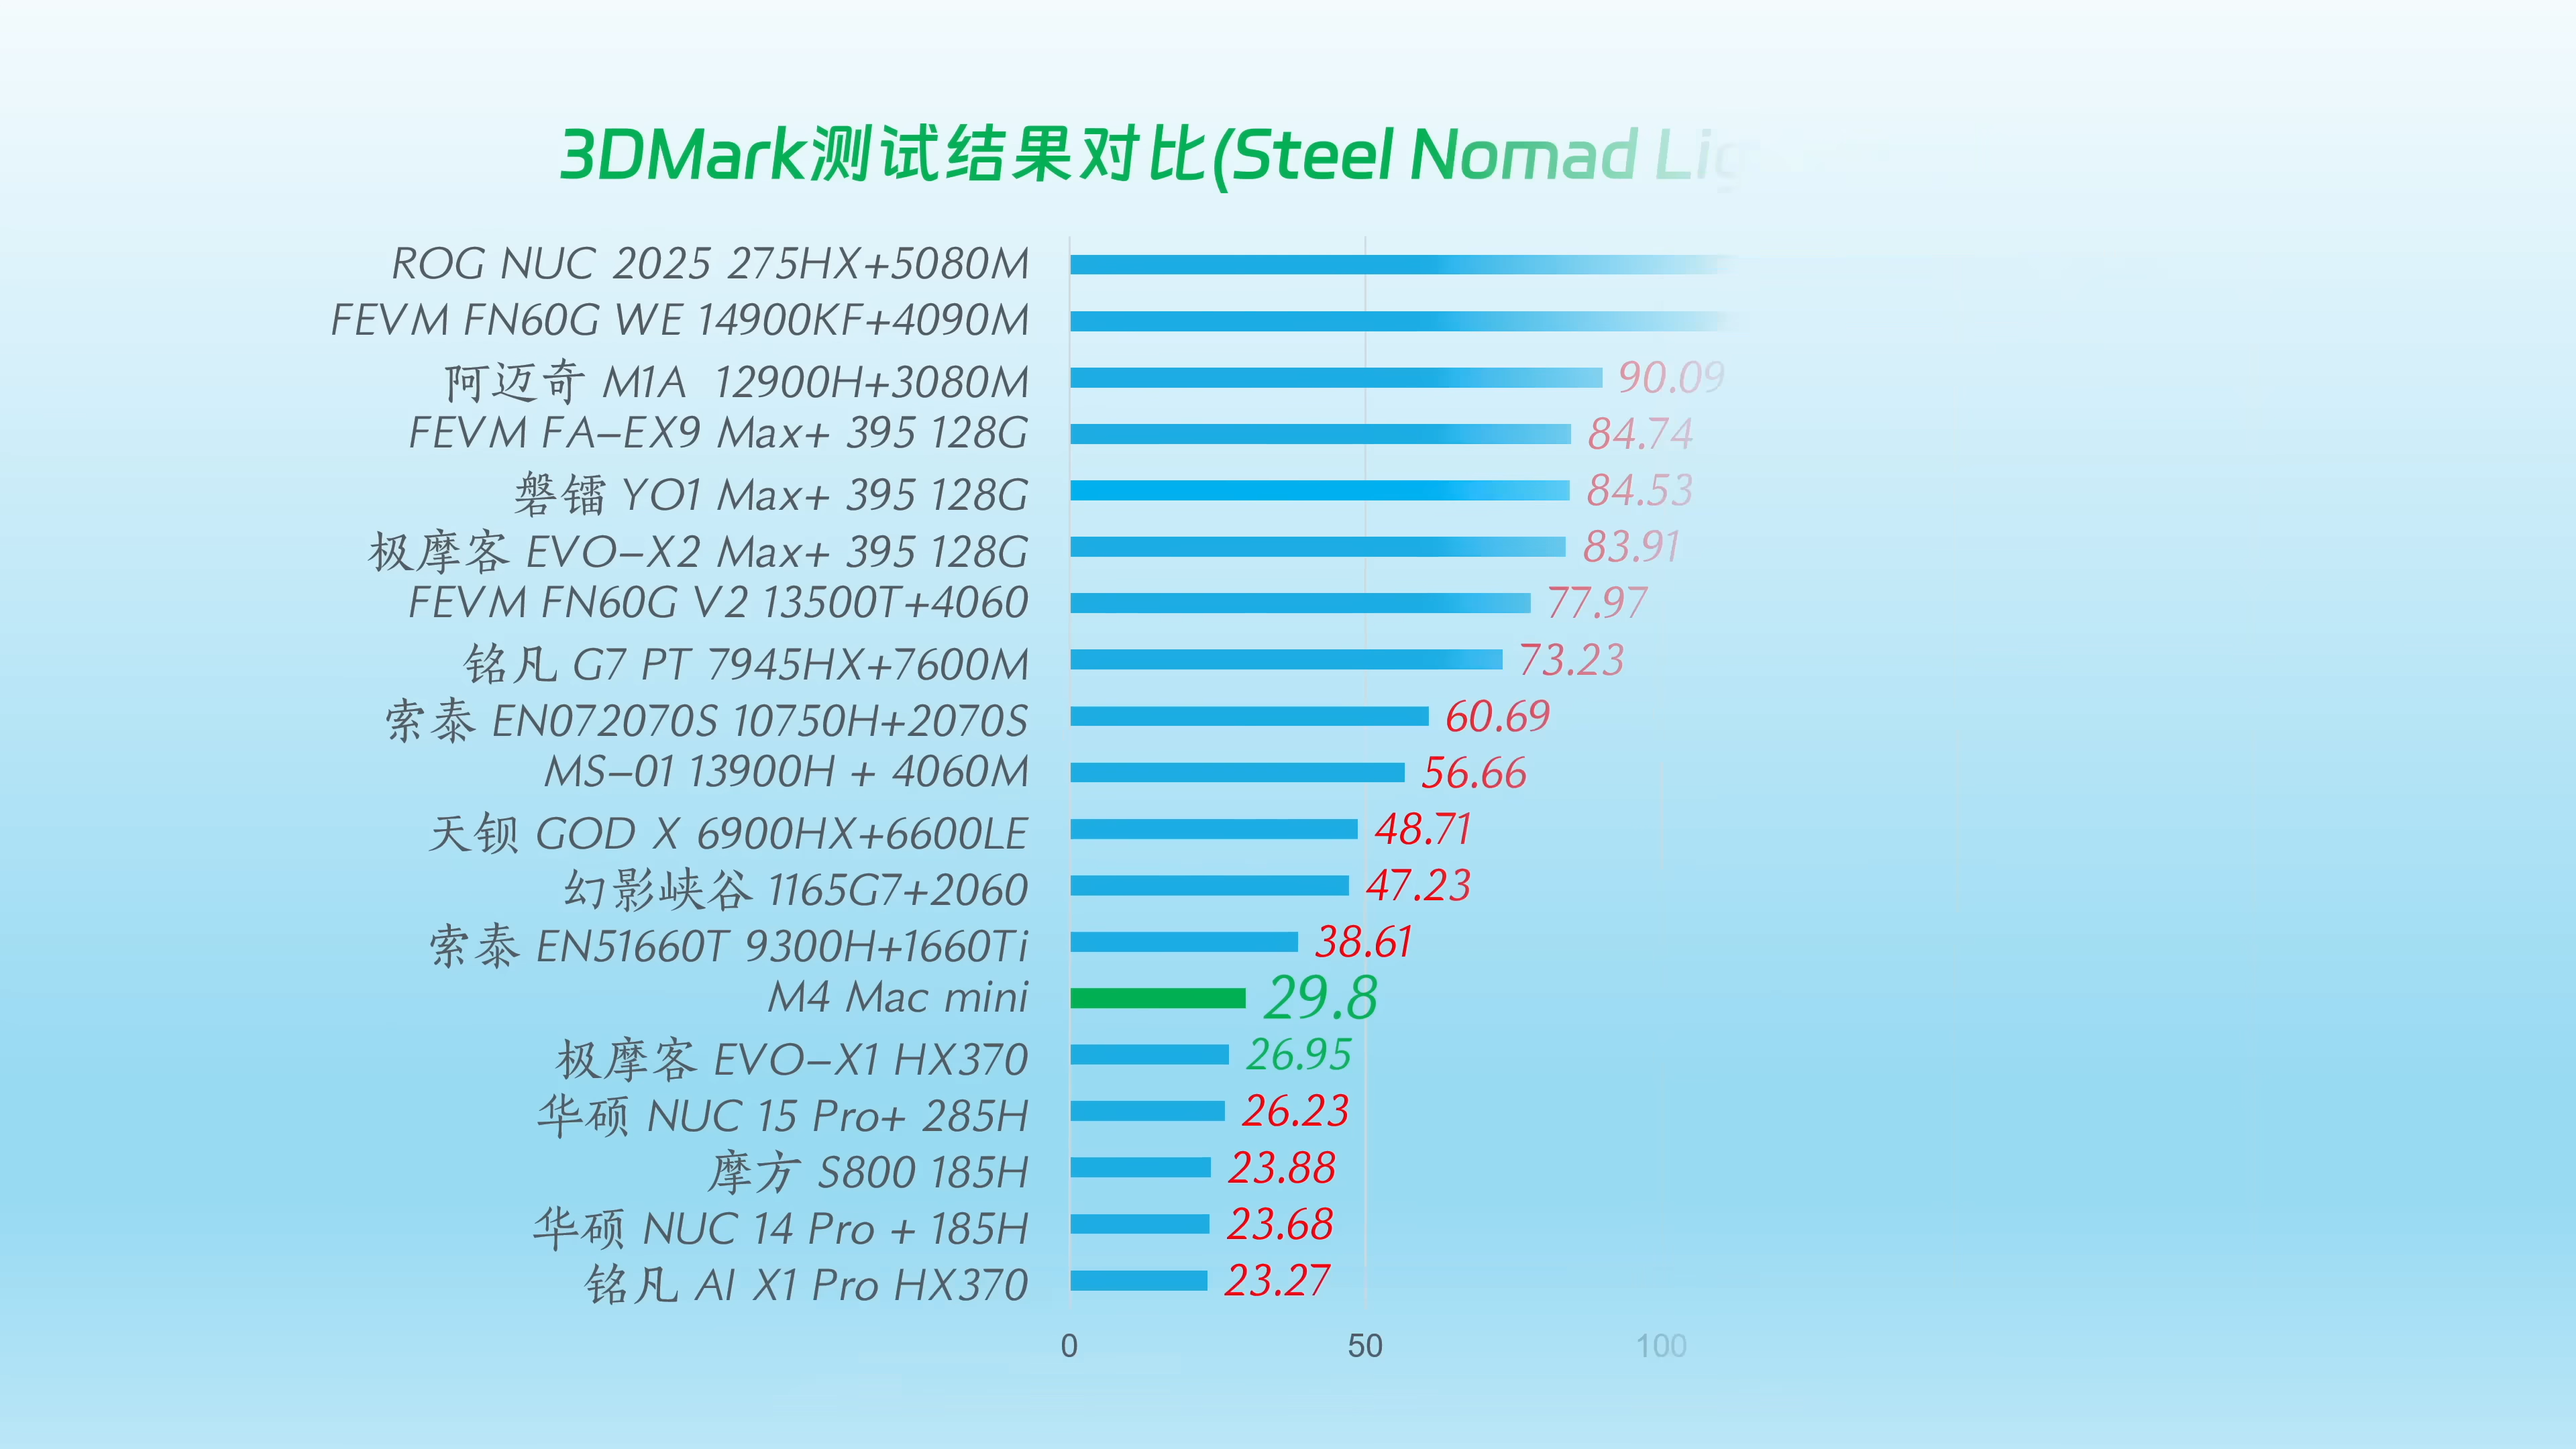 3DMark测试结果对比(Steel Nomad Lig
ROG NUC 2025 275HX+5080M
FEVM FN60G WE 14900KF+4090M
阿迈奇 M1A 12900H+3080M 90.09
FEVM FA-EX9 Max+ 395 128G 84.74
磐镭 YO1 Max+ 395 128G 84.53
极摩客 EVO-X2 Max+ 395 128G 83.91
FEVM FN60G V2 13500T+4060 77.97
铭凡 G7 PT 7945HX+7600M 73.23
索泰 EN072070S 10750H+2070S 60.69
MS-01 13900H + 4060M 56.66
天钡 GOD X 6900HX+6600LE 48.71
幻影峡谷 1165G7+2060 47.23
索泰 EN51660T 9300H+1660Ti 38.61
M4 Mac mini 29.8
极摩客 EVO-X1 HX370 26.95
华硕 NUC 15 Pro+ 285H 26.23
摩方 S800 185H 23.88
华硕 NUC 14 Pro + 185H 23.68
铭凡 AI X1 Pro HX370 23.27
0 50 100